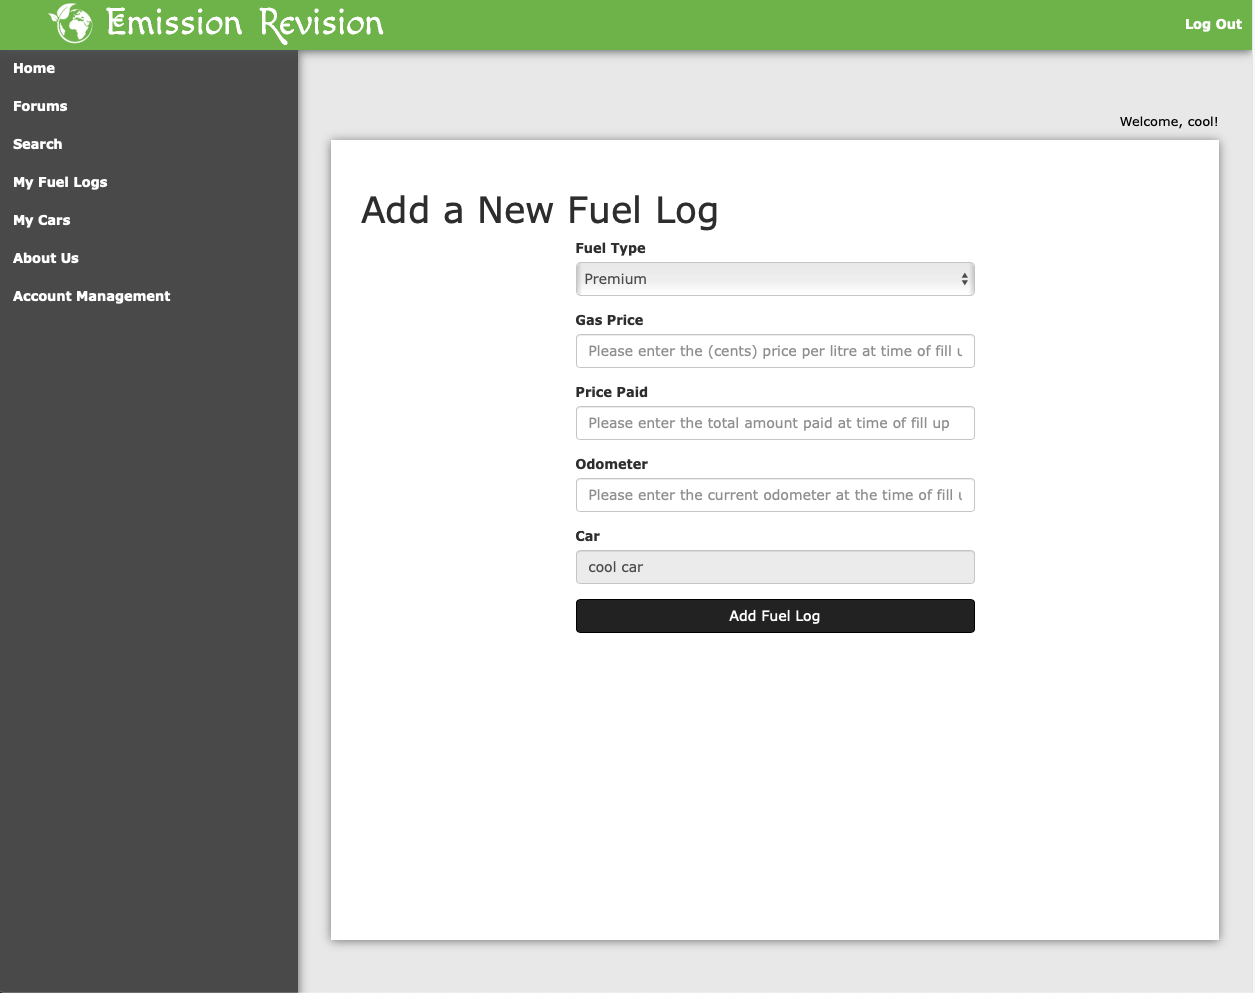 Emission Revision
Log Out
Home
Forums
Search
My Fuel Logs
My Cars
About Us
Account Management
Welcome, cool!
Add a New Fuel Log
Fuel Type
Premium
Gas Price
Please enter the (cents) price per litre at time of fill u
Price Paid
Please enter the total amount paid at time of fill up
Odometer
Please enter the current odometer at the time of fill u
Car
cool car
Add Fuel Log